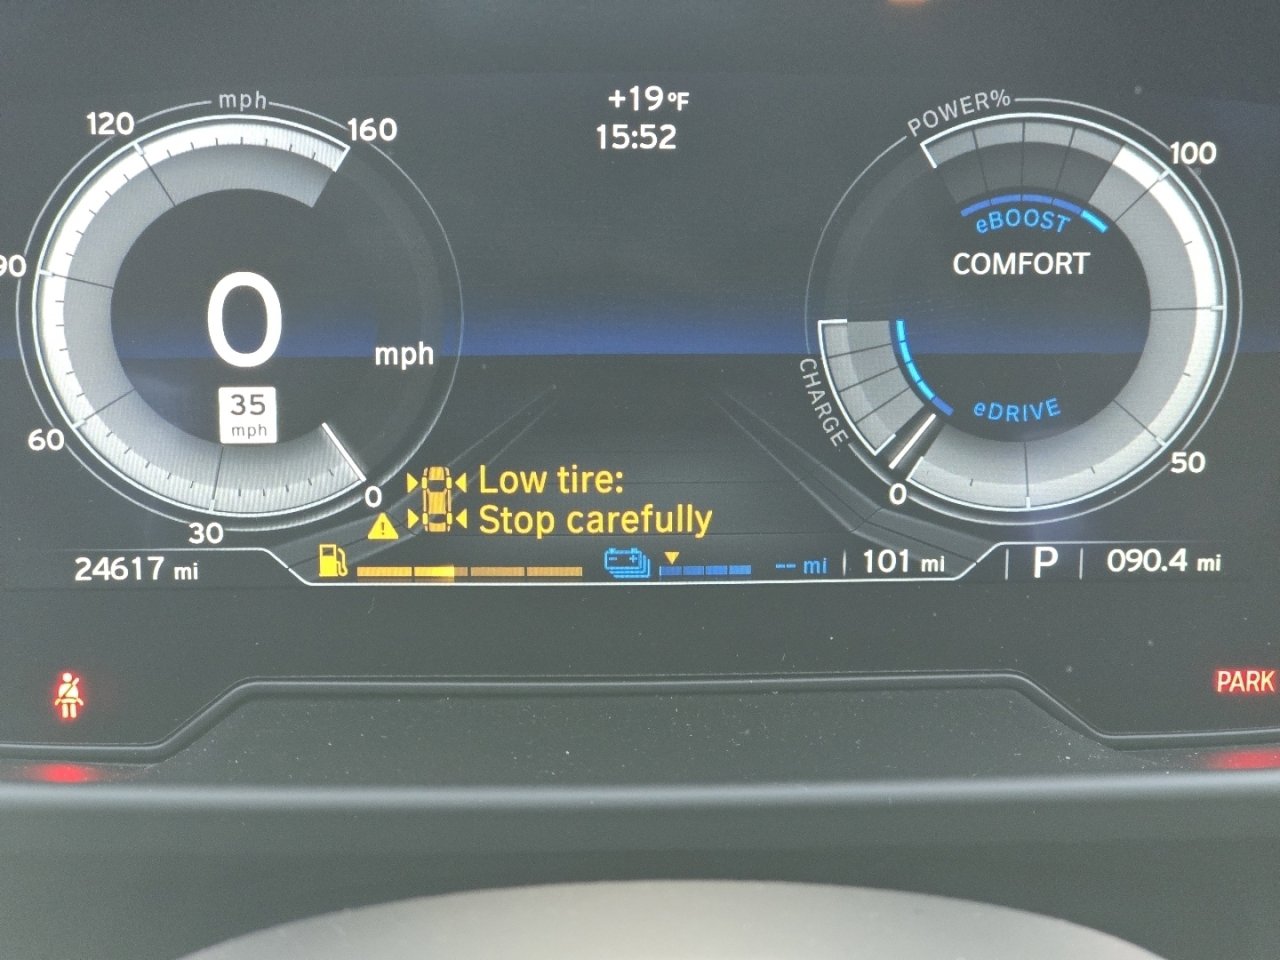 mph
120
160
90
0
mph
35
mph
60
0
30
+19°F
15:52
POWER%
100
eBOOST
COMFORT
CHARGE
eDRIVE
50
0
Low tire:
Stop carefully
24617 mi
-- mi
101 mi
P
090.4 mi
PARK